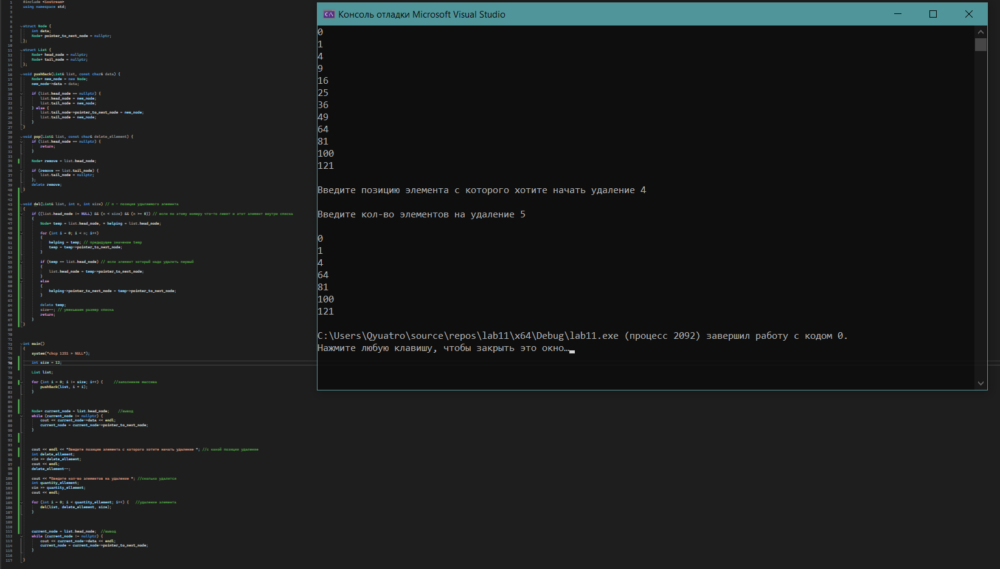 #include <iostream>
using namespace std;
struct Node {
int data;
Node* pointer_to_next_node = nullptr;
};
struct List {
Node* head_node = nullptr;
Node* tail_node = nullptr;
};
void pushBack(List& list, const char& data) {
Node* new_node = new Node;
new_node->data = data;
if (list.head_node == nullptr) {
list.head_node = new_node;
list.tail_node = new_node;
} else {
list.tail_node->pointer_to_next_node = new_node;
list.tail_node = new_node;
}
}
void pop(List& list, const char& delete_ellement) {
if (list.head_node == nullptr) {
return;
}
Node* remove = list.head_node;
if (remove == list.tail_node) {
list.tail_node = nullptr;
};
delete remove;
}
void del(List& list, int n, int size) // n - позиция удаляемого элемента
{
if ((list.head_node != NULL) && (n < size) && (n >= 0)) // если по этому номеру что-то лежит и этот элемент внутри списка
{
Node* temp = list.head_node, * helping = list.head_node;
for (int i = 0; i < n; i++)
{
helping = temp; // предыдущее значение temp
temp = temp->pointer_to_next_node;
}
if (temp == list.head_node) // если элемент который надо удалить первый
{
list.head_node = temp->pointer_to_next_node;
}
else
{
helping->pointer_to_next_node = temp->pointer_to_next_node;
}
delete temp;
size--; // уменьшаем размер списка
return;
}
}
int main()
{
system("chcp 1251 > NULL");
int size = 12;
List list;
for (int i = 0; i != size; i++) { //заполнение массива
pushBack(list, i * i);
}
Node* current_node = list.head_node; //вывод
while (current_node != nullptr) {
cout << current_node->data << endl;
current_node = current_node->pointer_to_next_node;
}
cout << endl << "Введите позицию элемента с которого хотите начать удаление "; //с какой позиции удаление
int delete_ellement;
cin >> delete_ellement;
cout << endl;
delete_ellement--;
cout << "Введите кол-во элементов на удаление "; //сколько удалится
int quantity_ellement;
cin >> quantity_ellement;
cout << endl;
for (int i = 0; i < quantity_ellement; i++) { //удаление элемента
del(list, delete_ellement, size);
}
current_node = list.head_node; //вывод
while (current_node != nullptr) {
cout << current_node->data << endl;
current_node = current_node->pointer_to_next_node;
}
}
Консоль отладки Microsoft Visual Studio
0
1
4
9
16
25
36
49
64
81
100
121
Введите позицию элемента с которого хотите начать удаление 4
Введите кол-во элементов на удаление 5
0
1
4
64
81
100
121
C:\Users\Qyuatro\source\repos\lab11\x64\Debug\lab11.exe (процесс 2092) завершил работу с кодом 0.
Нажмите любую клавишу, чтобы закрыть это окно…